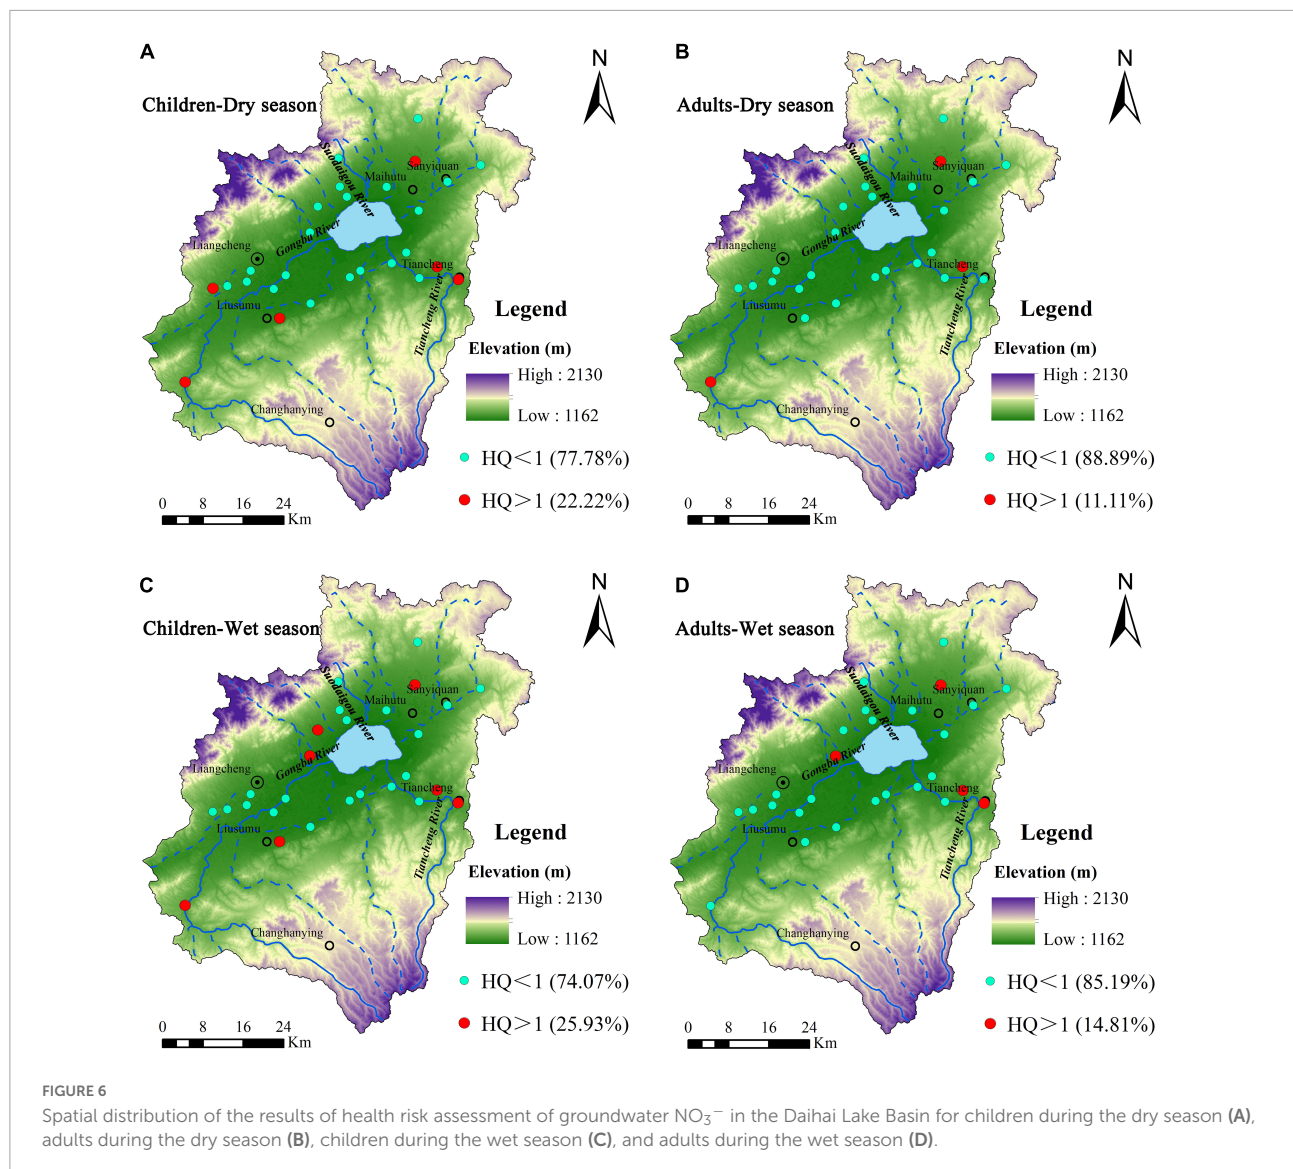 A
Children-Dry season
N
Suodaigou River
Sanyiquan
Maihutu
Gongba River
Liangcheng
Tiancheng
Liusumu
Tiancheng River
Changhanying
Legend
Elevation (m)
High : 2130
Low : 1162
HQ<1 (77.78%)
HQ>1 (22.22%)
0 8 16 24
Km
B
Adults-Dry season
N
Suodaigou River
Sanyiquan
Maihutu
Gongba River
Liangcheng
Tiancheng
Liusumu
Tiancheng River
Changhanying
Legend
Elevation (m)
High : 2130
Low : 1162
HQ<1 (88.89%)
HQ>1 (11.11%)
0 8 16 24
Km
C
Children-Wet season
N
Suodaigou River
Sanyiquan
Maihutu
Gongba River
Liangcheng
Tiancheng
Liusumu
Tiancheng River
Changhanying
Legend
Elevation (m)
High : 2130
Low : 1162
HQ<1 (74.07%)
HQ>1 (25.93%)
0 8 16 24
Km
D
Adults-Wet season
N
Suodaigou River
Sanyiquan
Maihutu
Gongba River
Liangcheng
Tiancheng
Liusumu
Tiancheng River
Changhanying
Legend
Elevation (m)
High : 2130
Low : 1162
HQ<1 (85.19%)
HQ>1 (14.81%)
0 8 16 24
Km
FIGURE 6
Spatial distribution of the results of health risk assessment of groundwater NO₃⁻ in the Daihai Lake Basin for children during the dry season (A),
adults during the dry season (B), children during the wet season (C), and adults during the wet season (D).